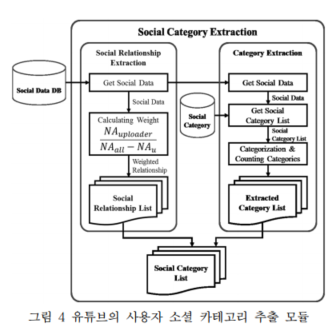 Social Category Extraction
Social Relationship
Extraction
Category Extraction
Social Data DB
Get Social Data
Get Social Data
Social Data
Social Data
Calculating Weight
NAuploader
NAall − NAu
Social
Category
Get Social
Category List
Social
Category List
Weighted
Relationship
Categorization &
Counting Categories
Social
Relationship List
Extracted
Category List
Social Category
List
그림 4 유튜브의 사용자 소셜 카테고리 추출 모듈